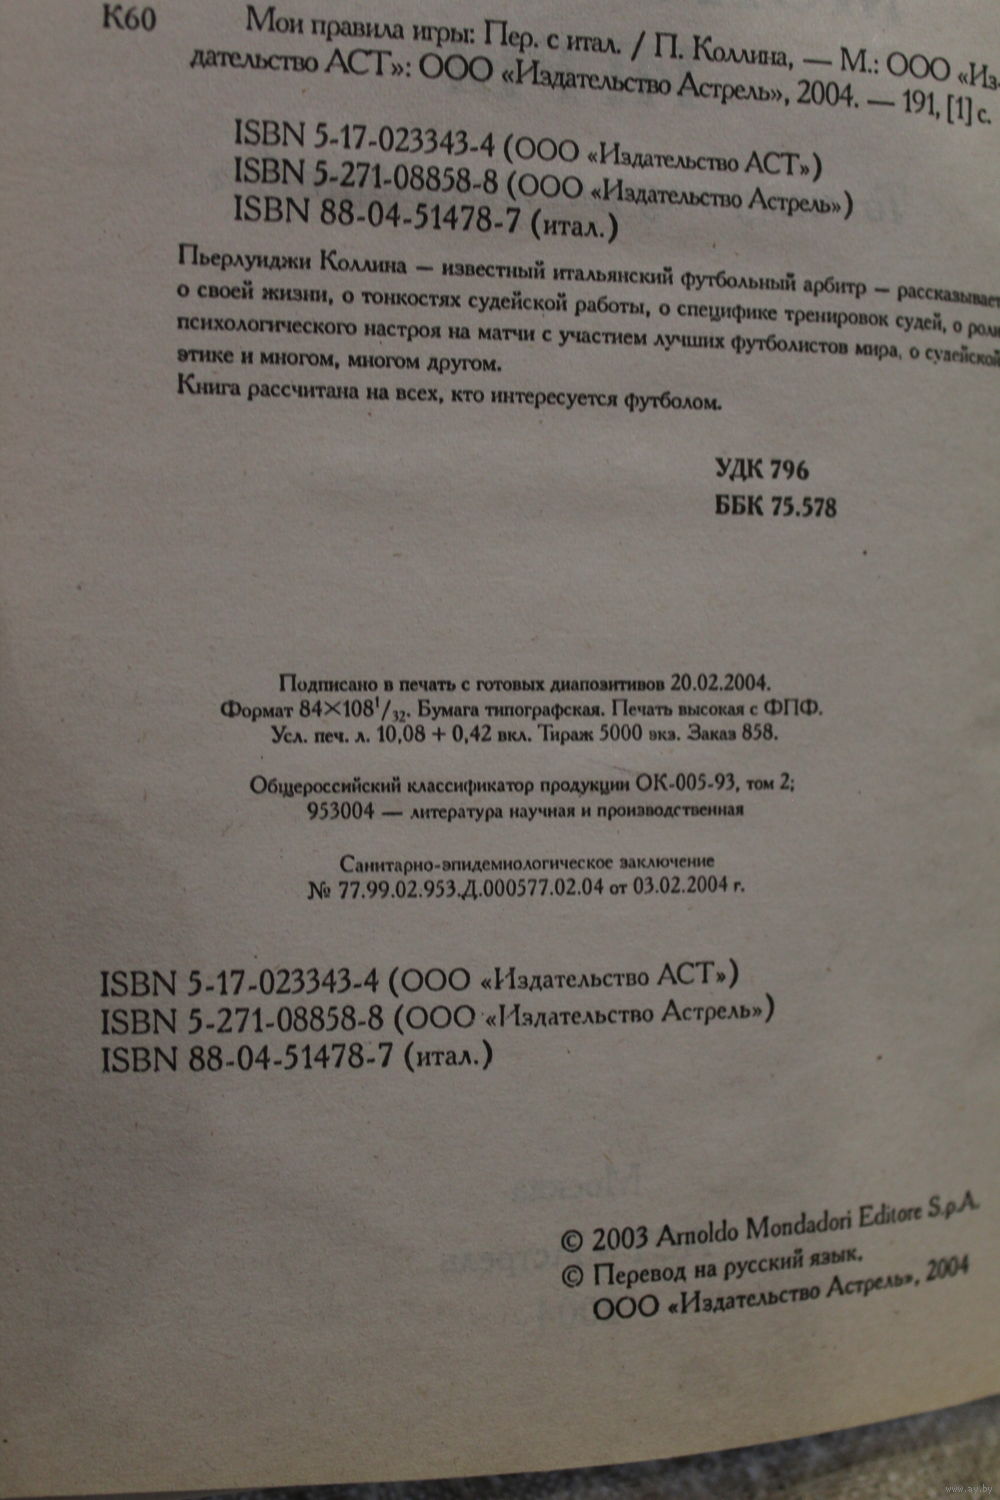 К60 Мои правила игры: Пер. с итал. / П. Коллина, — М.: ООО «Из-
дательство АСТ»: ООО «Издательство Астрель», 2004. — 191, [1] с.
ISBN 5-17-023343-4 (ООО «Издательство АСТ»)
ISBN 5-271-08858-8 (ООО «Издательство Астрель»)
ISBN 88-04-51478-7 (итал.)
Пьерлуиджи Коллина — известный итальянский футбольный арбитр — рассказывает
о своей жизни, о тонкостях судейской работы, о специфике тренировок судей, о роли
психологического настроя на матчи с участием лучших футболистов мира, о судейской
этике и многом, многом другом.
Книга рассчитана на всех, кто интересуется футболом.
УДК 796
ББК 75.578
Подписано в печать с готовых диапозитивов 20.02.2004.
Формат 84×108¹/₃₂. Бумага типографская. Печать высокая с ФПФ.
Усл. печ. л. 10,08 + 0,42 вкл. Тираж 5000 экз. Заказ 858.
Общероссийский классификатор продукции ОК-005-93, том 2;
953004 — литература научная и производственная
Санитарно-эпидемиологическое заключение
№ 77.99.02.953.Д.000577.02.04 от 03.02.2004 г.
ISBN 5-17-023343-4 (ООО «Издательство АСТ»)
ISBN 5-271-08858-8 (ООО «Издательство Астрель»)
ISBN 88-04-51478-7 (итал.)
© 2003 Arnoldo Mondadori Editore S.p.A.
© Перевод на русский язык.
ООО «Издательство Астрель», 2004
www.ay.by